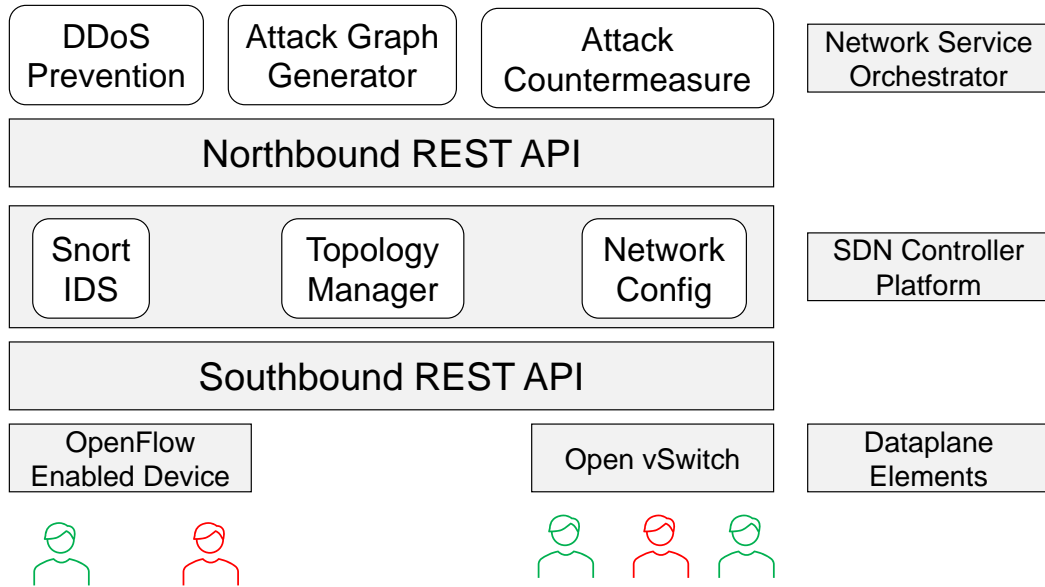 DDoS
Prevention
Attack Graph
Generator
Attack
Countermeasure
Network Service
Orchestrator
Northbound REST API
Snort
IDS
Topology
Manager
Network
Config
SDN Controller
Platform
Southbound REST API
OpenFlow
Enabled Device
Open vSwitch
Dataplane
Elements